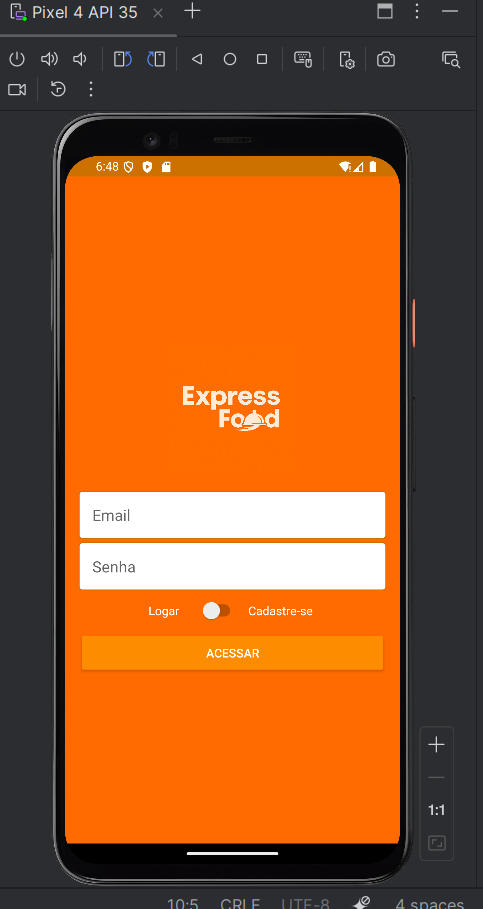 Pixel 4 API 35
6:48
Express
Food
Email
Senha
Logar
Cadastre-se
ACESSAR
1:1
10:5 CRLF UTF-8 4 spaces